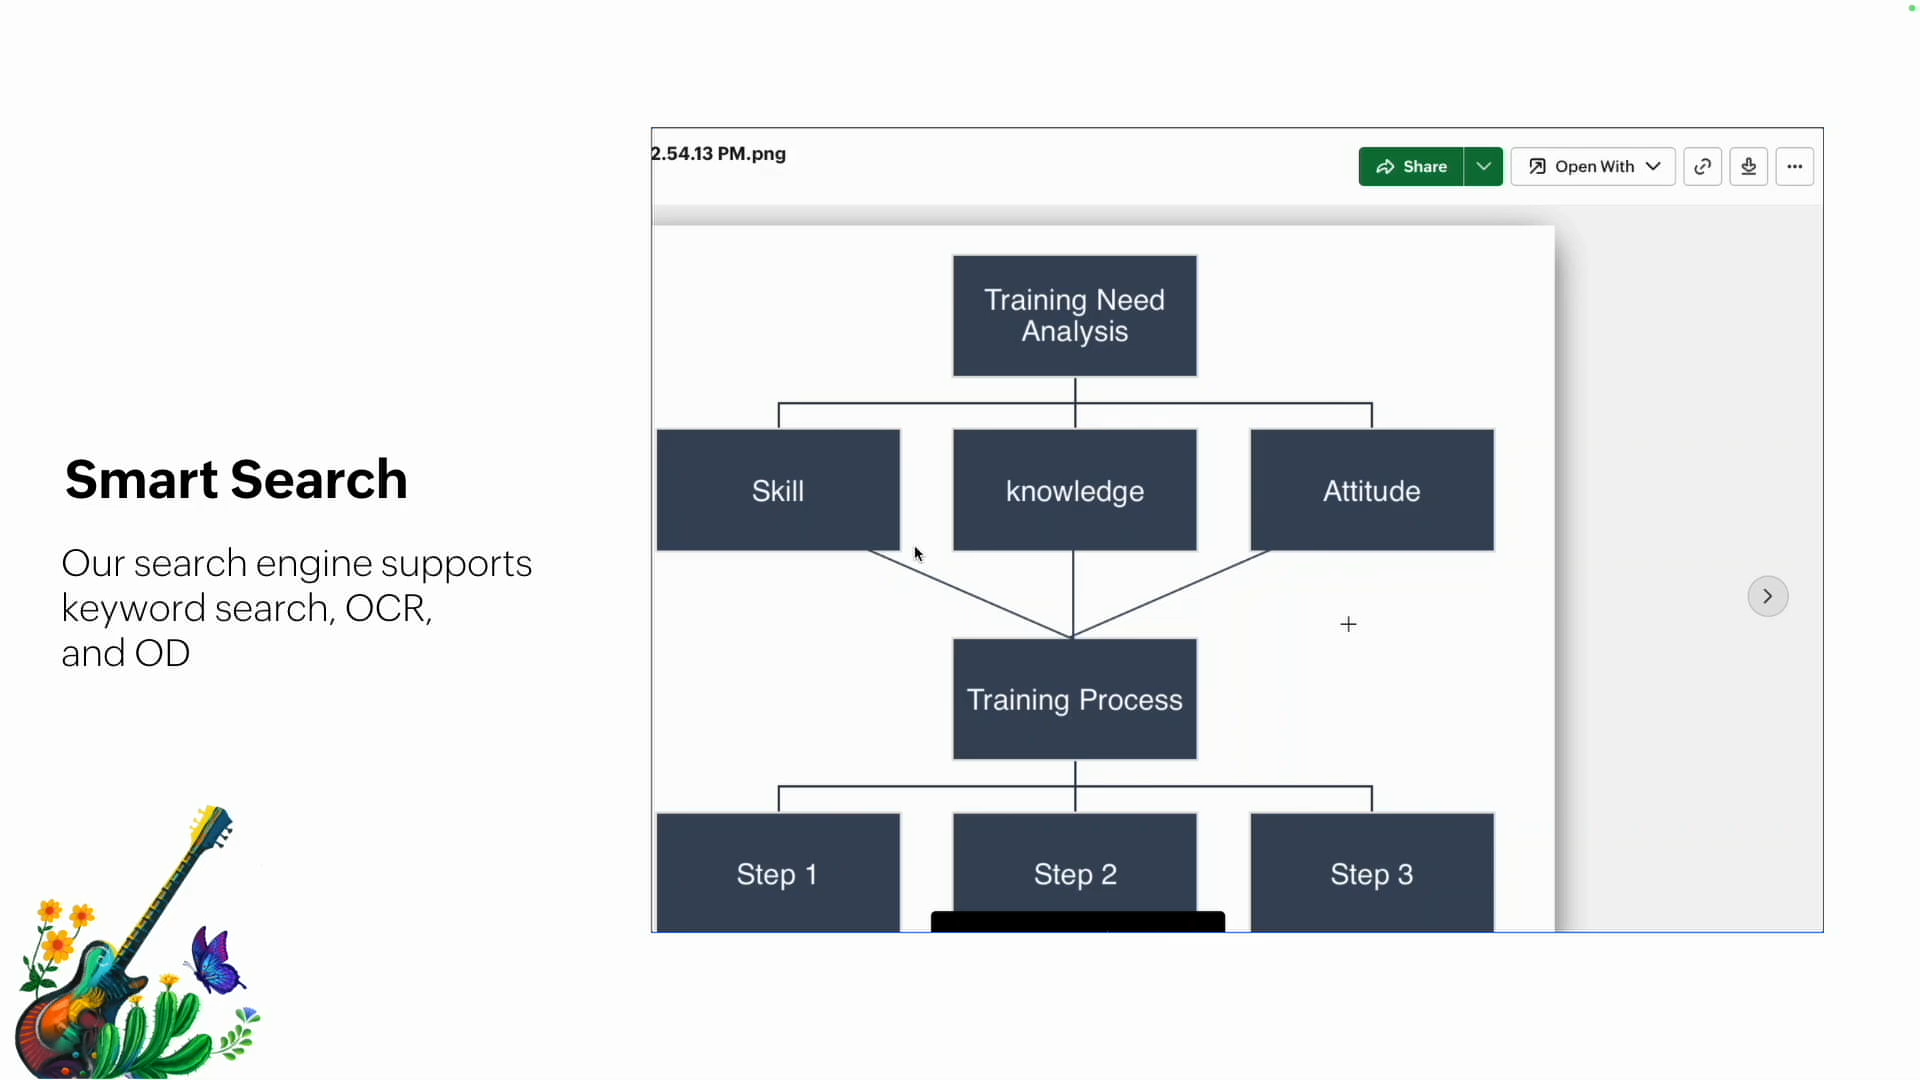 Smart Search
Our search engine supports
keyword search, OCR,
and OD
2.54.13 PM.png
Share
Open With
Training Need
Analysis
Skill
knowledge
Attitude
Training Process
Step 1
Step 2
Step 3